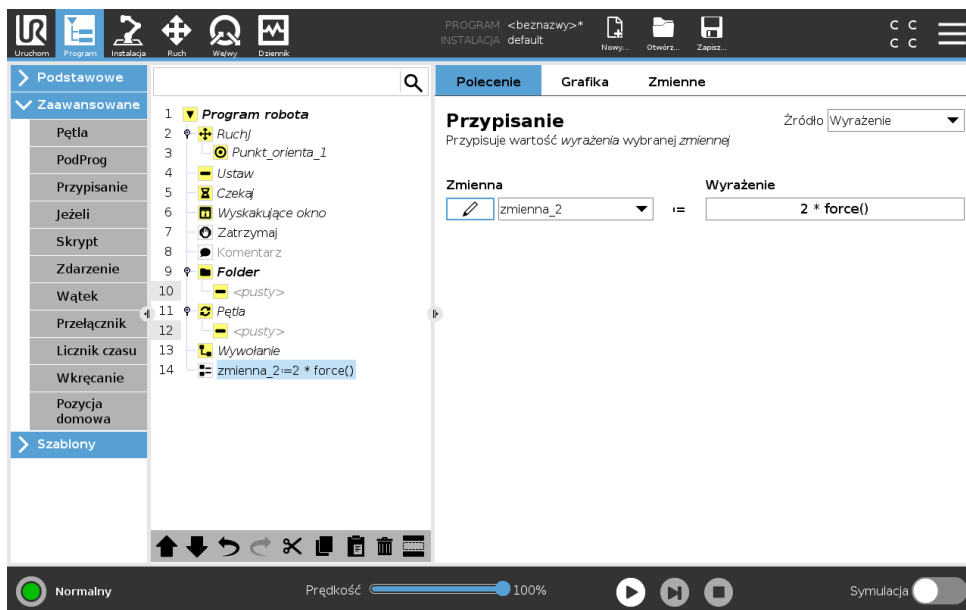 UR
PROGRAM <beznazwy>*
INSTALACJA default
Uruchom Program Instalacja Ruch We/wy Dziennik Nowy... Otwórz... Zapisz...
C C
C C
Podstawowe
Zaawansowane
Pętla
PodProg
Przypisanie
Jeżeli
Skrypt
Zdarzenie
Wątek
Przełącznik
Licznik czasu
Wkręcanie
Pozycja
domowa
Szablony
1 Program robota
2 RuchJ
3 Punkt_orienta_1
4 Ustaw
5 Czekaj
6 Wyskakujące okno
7 Zatrzymaj
8 Komentarz
9 Folder
10 <pusty>
11 Pętla
12 <pusty>
13 Wywołanie
14 zmienna_2≔2 * force()
Polecenie Grafika Zmienne
Przypisanie
Źródło Wyrażenie
Przypisuje wartość wyrażenia wybranej zmiennej
Zmienna Wyrażenie
zmienna_2 ≔ 2 * force()
Normalny Prędkość 100% Symulacja